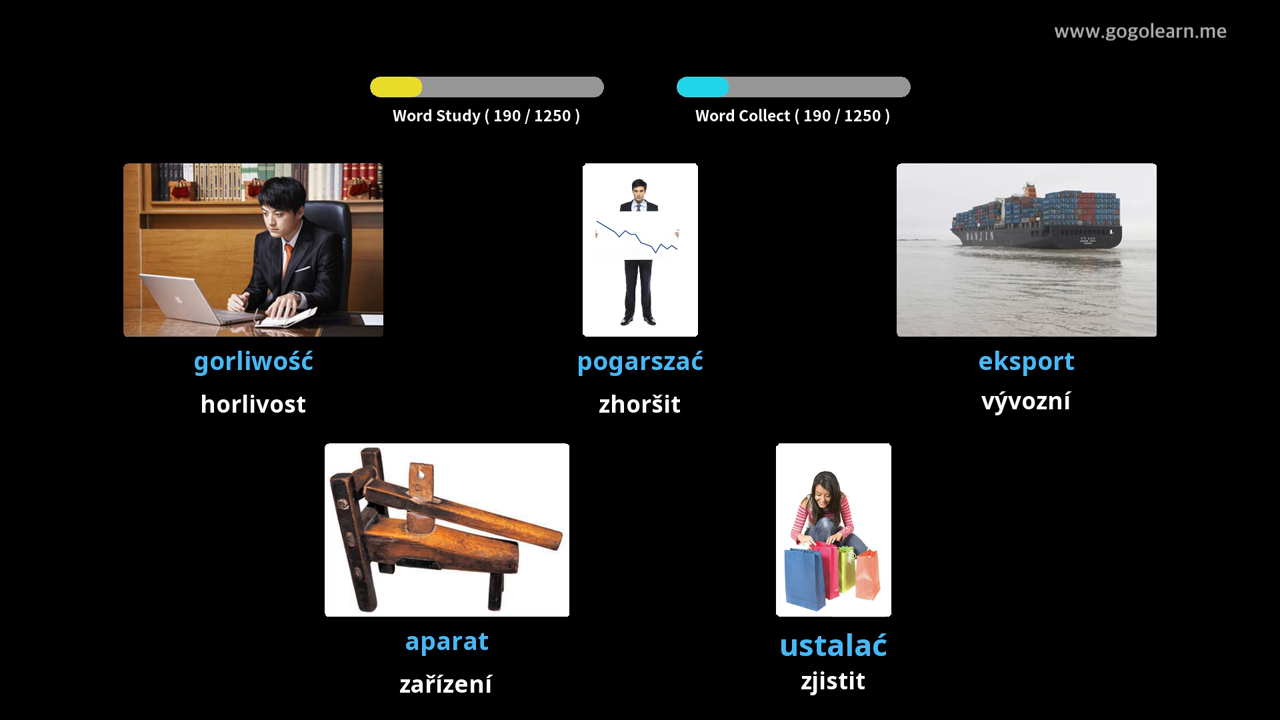 www.gogolearn.me
Word Study ( 190 / 1250 )
Word Collect ( 190 / 1250 )
HANJIN
gorliwość
pogarszać
eksport
horlivost
zhoršit
vývozní
aparat
ustalać
zařízení
zjistit